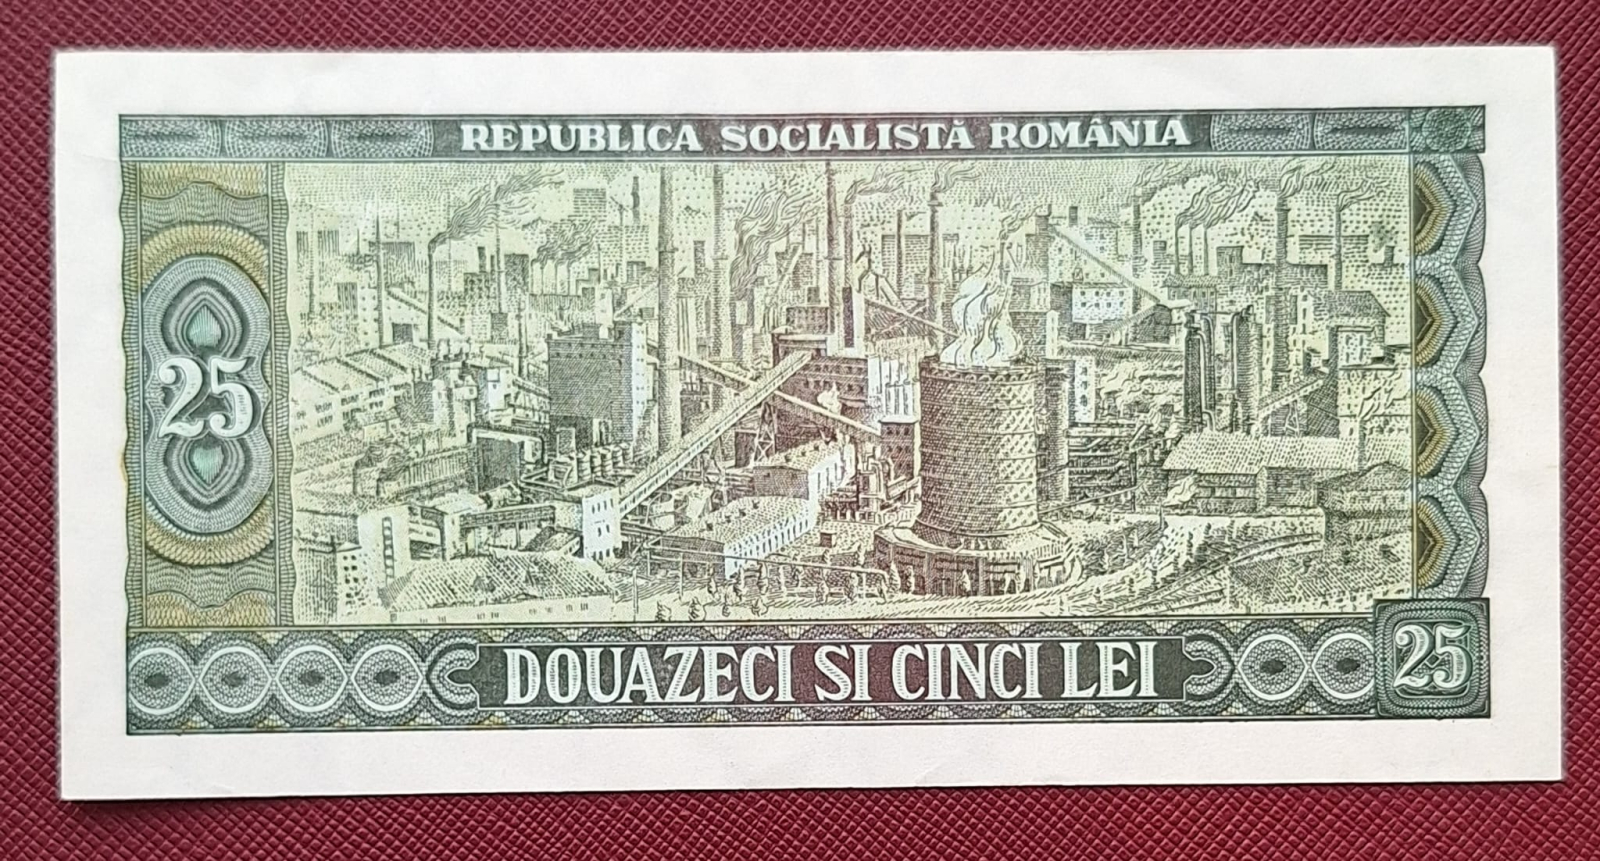 REPUBLICA SOCIALISTĂ ROMÂNIA
25
DOUAZECI SI CINCI LEI
25